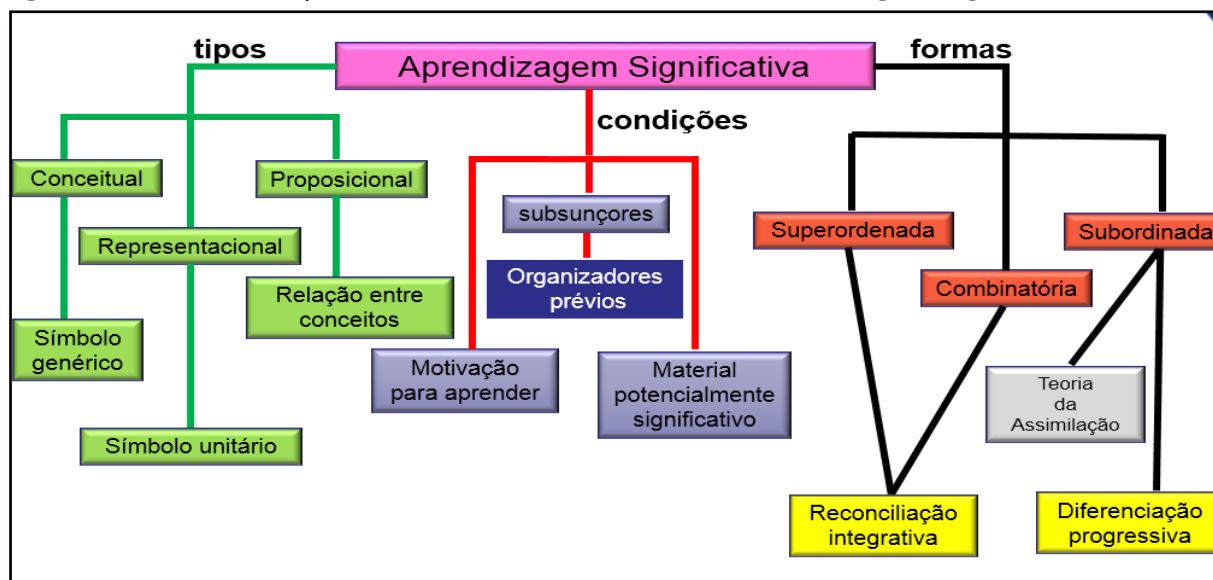 tipos
Aprendizagem Significativa
formas
condições
Conceitual
Proposicional
subsunçores
Representacional
Superordenada
Subordinada
Organizadores
prévios
Relação entre
conceitos
Combinatória
Símbolo
genérico
Motivação
para aprender
Material
potencialmente
significativo
Teoria
da
Assimilação
Símbolo unitário
Reconciliação
integrativa
Diferenciação
progressiva